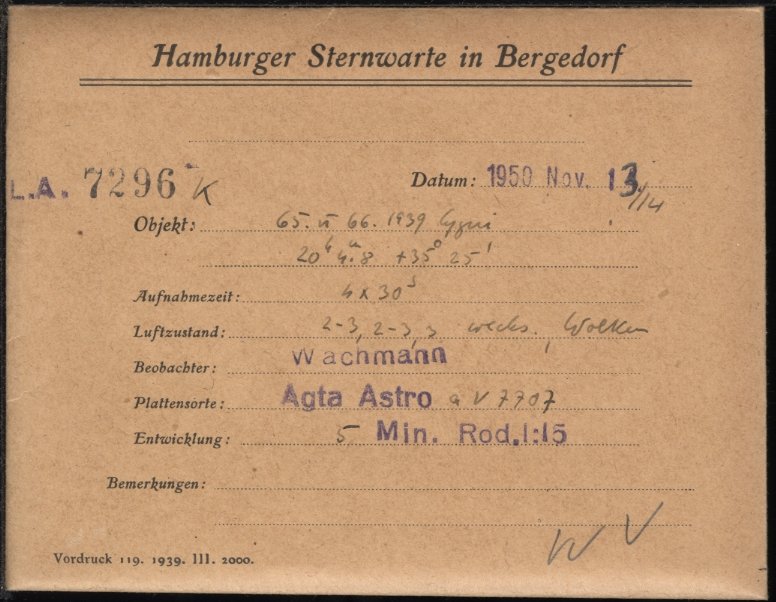 Hamburger Sternwarte in Bergedorf
L.A. 7296 K
Datum: 1950 Nov. 13/14
Objekt: 65. u 66. 1939 Cygni
20h 4m.8 +35° 25'
Aufnahmezeit: 4 x 30s
Luftzustand: 2-3, 2-3, 3 wechs. Wolken
Beobachter: Wachmann
Plattensorte: Agfa Astro a V 7707
Entwicklung: 5 Min. Rod. 1:15
Bemerkungen:
W V
Vordruck 119. 1939. III. 2000.